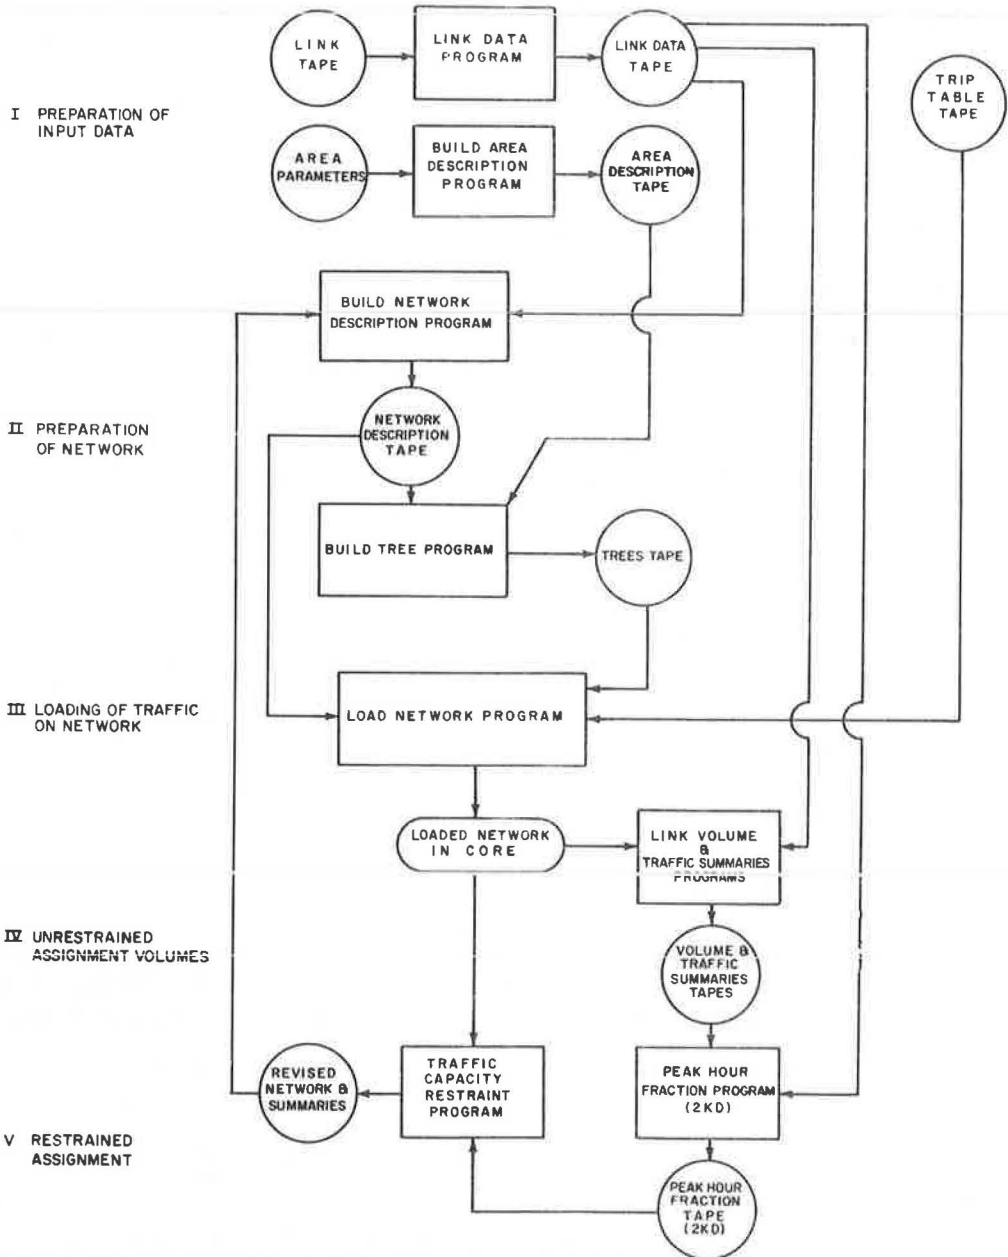 LINK
TAPE
LINK DATA
PROGRAM
LINK DATA
TAPE
TRIP
TABLE
TAPE
I PREPARATION OF
INPUT DATA
AREA
PARAMETERS
BUILD AREA
DESCRIPTION
PROGRAM
AREA
DESCRIPTION
TAPE
BUILD NETWORK
DESCRIPTION PROGRAM
II PREPARATION
OF NETWORK
NETWORK
DESCRIPTION
TAPE
BUILD TREE PROGRAM
TREES TAPE
III LOADING OF TRAFFIC
ON NETWORK
LOAD NETWORK PROGRAM
LOADED NETWORK
IN CORE
LINK VOLUME
&
TRAFFIC SUMMARIES
PROGRAMS
IV UNRESTRAINED
ASSIGNMENT VOLUMES
VOLUME &
TRAFFIC
SUMMARIES
TAPES
REVISED
NETWORK &
SUMMARIES
TRAFFIC
CAPACITY
RESTRAINT
PROGRAM
PEAK HOUR
FRACTION PROGRAM
(2KD)
V RESTRAINED
ASSIGNMENT
PEAK HOUR
FRACTION
TAPE
(2KD)